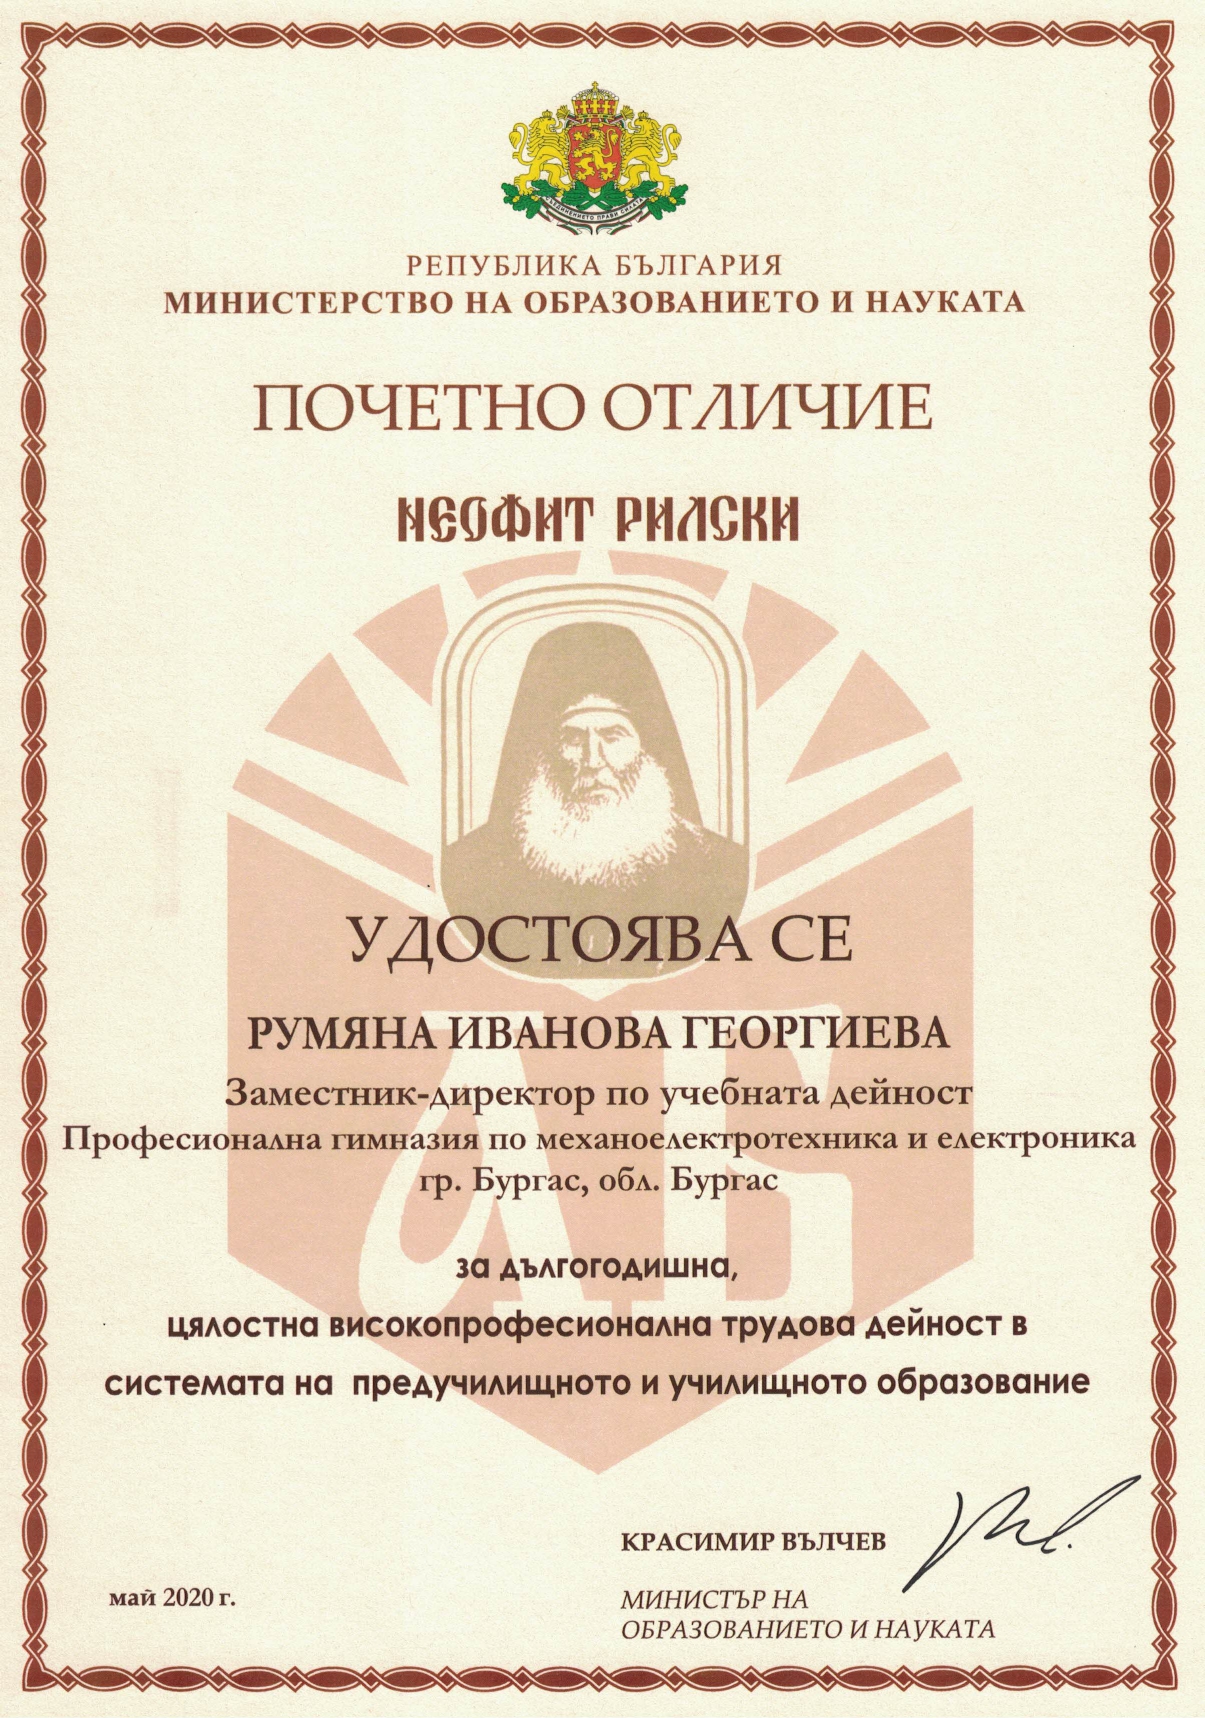 СЪЕДИНЕНИЕТО ПРАВИ СИЛАТА
РЕПУБЛИКА БЪЛГАРИЯ
МИНИСТЕРСТВО НА ОБРАЗОВАНИЕТО И НАУКАТА
ПОЧЕТНО ОТЛИЧИЕ
НЕОФИТ РИЛСКИ
УДОСТОЯВА СЕ
РУМЯНА ИВАНОВА ГЕОРГИЕВА
Заместник-директор по учебната дейност
Професионална гимназия по механоелектротехника и електроника
гр. Бургас, обл. Бургас
АБ
за дългогодишна,
цялостна високопрофесионална трудова дейност в
системата на предучилищното и училищното образование
КРАСИМИР ВЪЛЧЕВ
май 2020 г.
МИНИСТЪР НА
ОБРАЗОВАНИЕТО И НАУКАТА